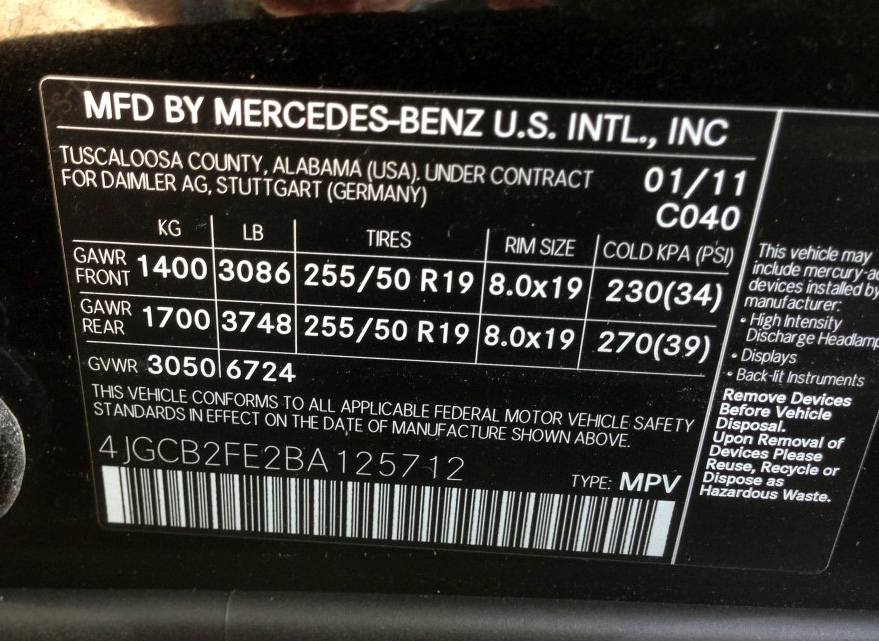 MFD BY MERCEDES-BENZ U.S. INTL., INC
TUSCALOOSA COUNTY, ALABAMA (USA). UNDER CONTRACT
FOR DAIMLER AG, STUTTGART (GERMANY)
01/11
C040
KG LB TIRES RIM SIZE COLD KPA (PSI)
GAWR FRONT 1400 3086 255/50 R19 8.0x19 230(34)
GAWR REAR 1700 3748 255/50 R19 8.0x19 270(39)
GVWR 3050 6724
THIS VEHICLE CONFORMS TO ALL APPLICABLE FEDERAL MOTOR VEHICLE SAFETY
STANDARDS IN EFFECT ON THE DATE OF MANUFACTURE SHOWN ABOVE.
4JGCB2FE2BA125712
TYPE: MPV
This vehicle may
include mercury-
devices installed by
manufacturer:
• High Intensity
Discharge Headlamp
• Displays
• Back-lit Instruments
Remove Devices
Before Vehicle
Disposal.
Upon Removal of
Devices Please
Reuse, Recycle or
Dispose as
Hazardous Waste.